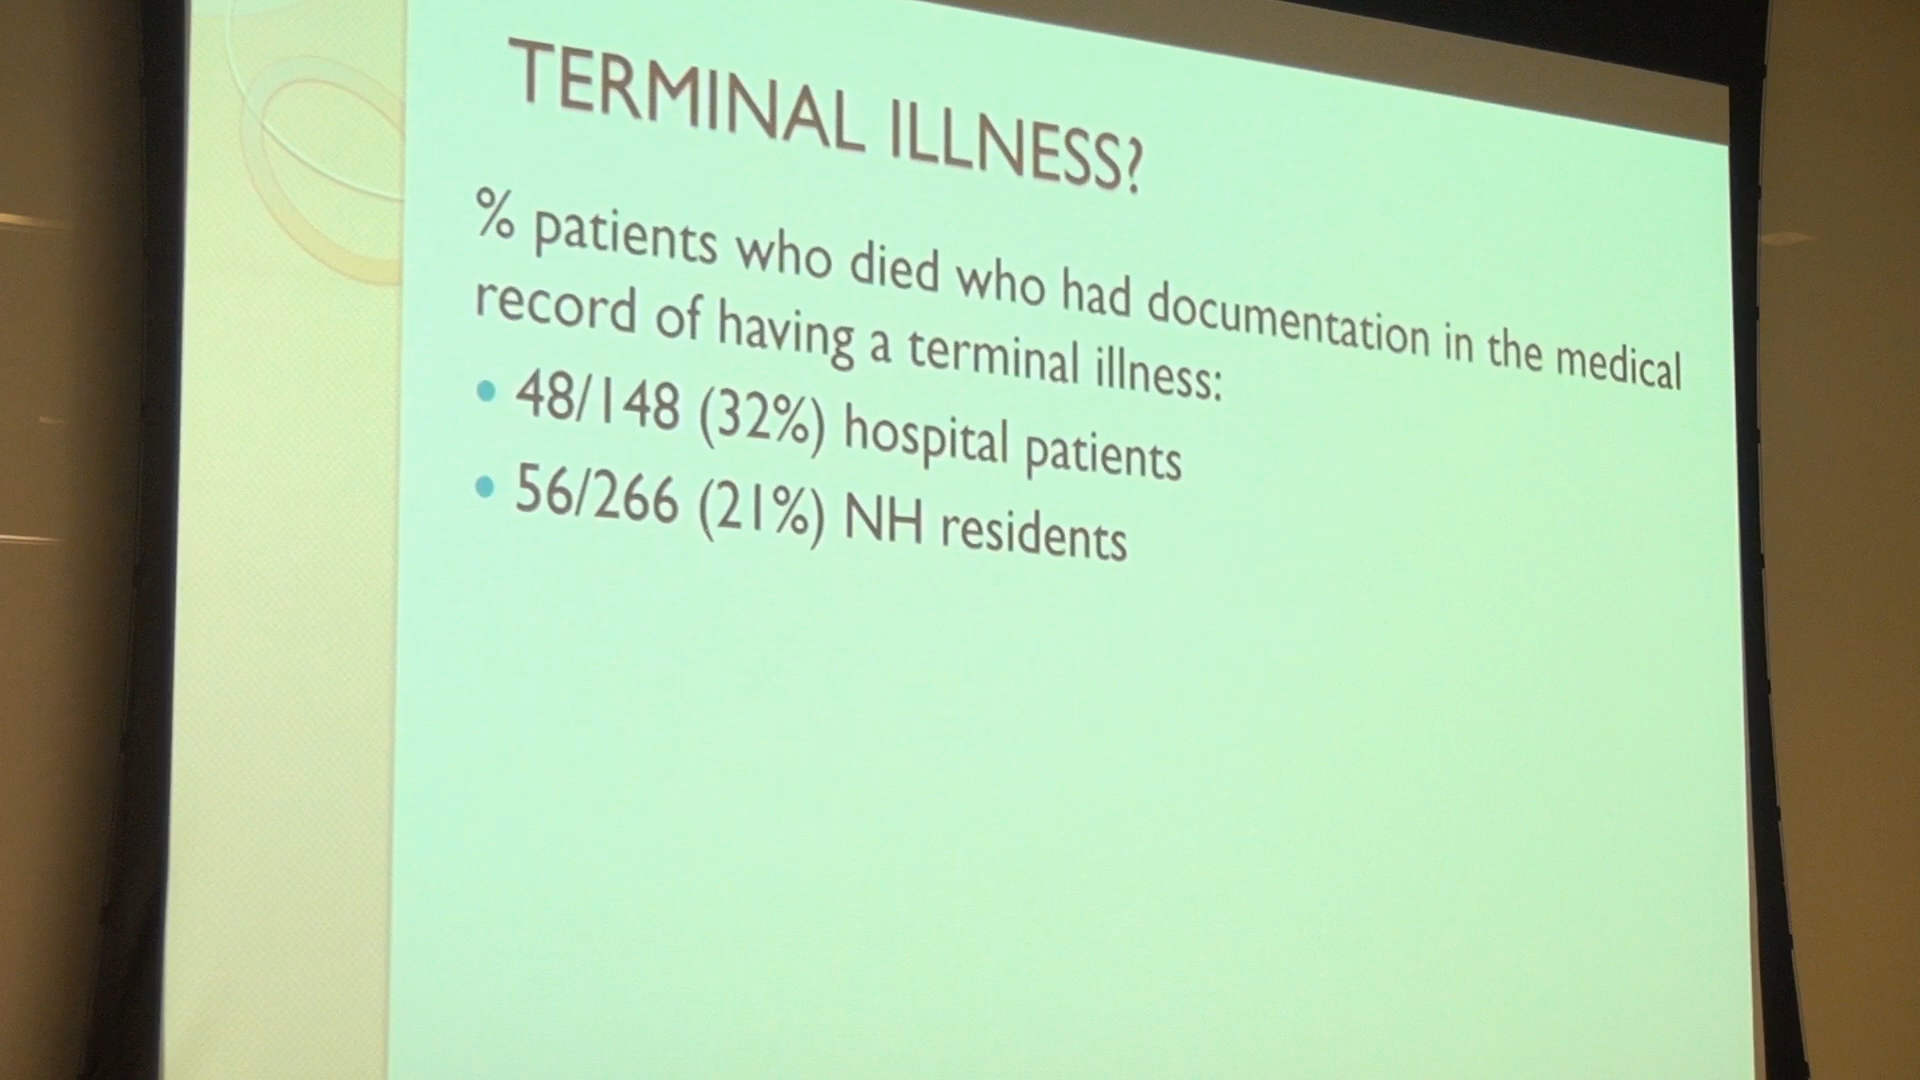 TERMINAL ILLNESS?
% patients who died who had documentation in the medical
record of having a terminal illness:
• 48/148 (32%) hospital patients
• 56/266 (21%) NH residents